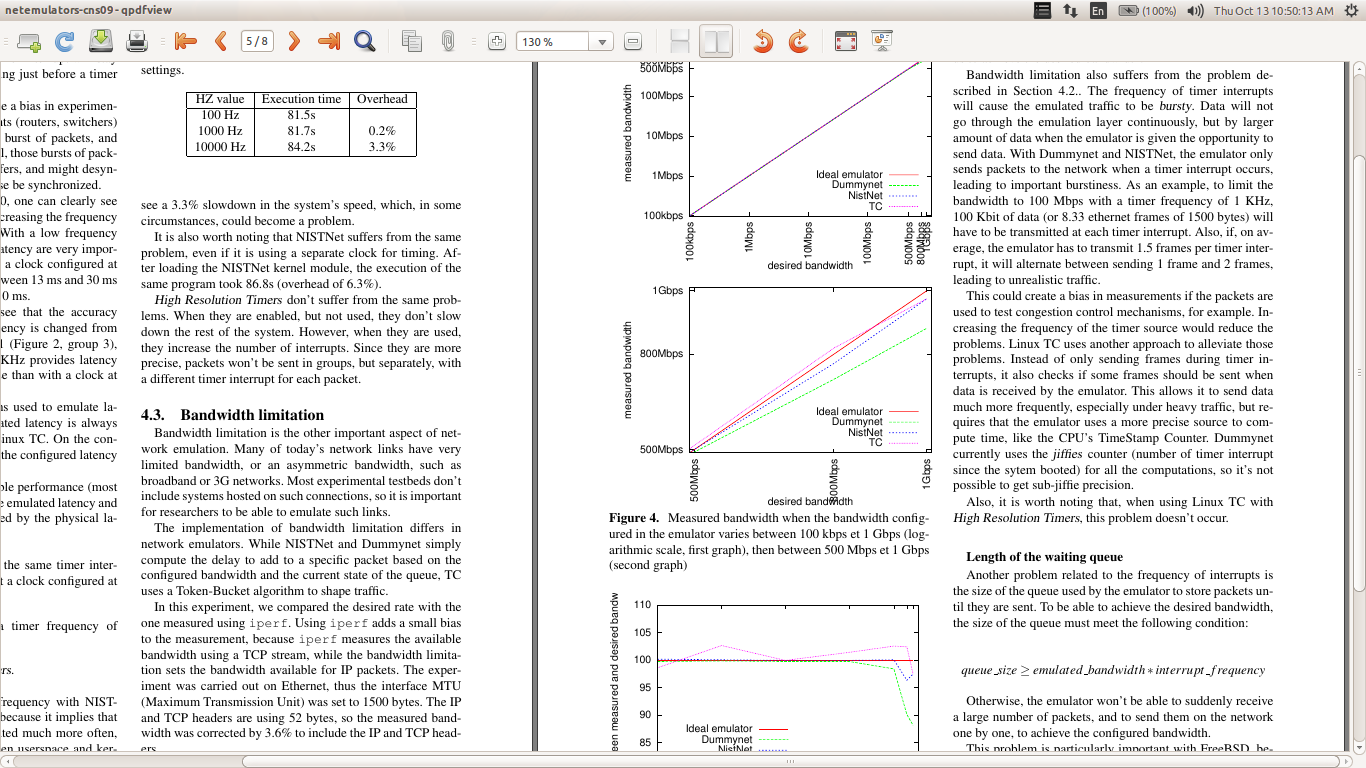 netemulators-cns09 - qpdfview
En
(100%)
Thu Oct 13 10:50:13 AM
5 / 8
130 %
ing just before a timer
e a bias in experimen-
ts (routers, switchers)
burst of packets, and
l, those bursts of pack-
fers, and might desyn-
se be synchronized.
0, one can clearly see
creasing the frequency
With a low frequency
atency are very impor-
a clock configured at
ween 13 ms and 30 ms
0 ms.
see that the accuracy
ency is changed from
1 (Figure 2, group 3),
KHz provides latency
e than with a clock at
as used to emulate la-
ated latency is always
inux TC. On the con-
the configured latency
ble performance (most
e emulated latency and
ed by the physical la-
the same timer inter-
t a clock configured at
a timer frequency of
rs.
frequency with NIST-
because it implies that
ted much more often,
en userspace and ker-
settings.
HZ value Execution time Overhead
100 Hz 81.5s
1000 Hz 81.7s 0.2%
10000 Hz 84.2s 3.3%
see a 3.3% slowdown in the system's speed, which, in some
circumstances, could become a problem.
It is also worth noting that NISTNet suffers from the same
problem, even if it is using a separate clock for timing. Af-
ter loading the NISTNet kernel module, the execution of the
same program took 86.8s (overhead of 6.3%).
High Resolution Timers don't suffer from the same prob-
lems. When they are enabled, but not used, they don't slow
down the rest of the system. However, when they are used,
they increase the number of interrupts. Since they are more
precise, packets won't be sent in groups, but separately, with
a different timer interrupt for each packet.
4.3. Bandwidth limitation
Bandwidth limitation is the other important aspect of net-
work emulation. Many of today's network links have very
limited bandwidth, or an asymmetric bandwidth, such as
broadband or 3G networks. Most experimental testbeds don't
include systems hosted on such connections, so it is important
for researchers to be able to emulate such links.
The implementation of bandwidth limitation differs in
network emulators. While NISTNet and Dummynet simply
compute the delay to add to a specific packet based on the
configured bandwidth and the current state of the queue, TC
uses a Token-Bucket algorithm to shape traffic.
In this experiment, we compared the desired rate with the
one measured using iperf. Using iperf adds a small bias
to the measurement, because iperf measures the available
bandwidth using a TCP stream, while the bandwidth limita-
tion sets the bandwidth available for IP packets. The exper-
iment was carried out on Ethernet, thus the interface MTU
(Maximum Transmission Unit) was set to 1500 bytes. The IP
and TCP headers are using 52 bytes, so the measured band-
width was corrected by 3.6% to include the IP and TCP head-
ers.
500Mbps
100Mbps
10Mbps
1Mbps
100kbps
measured bandwidth
Ideal emulator
Dummynet
NistNet
TC
100kbps
1Mbps
10Mbps
100Mbps
500Mbps
800Mbps
1Gbps
desired bandwidth
1Gbps
800Mbps
500Mbps
measured bandwidth
Ideal emulator
Dummynet
NistNet
TC
500Mbps
800Mbps
1Gbps
desired bandwidth
Figure 4. Measured bandwidth when the bandwidth config-
ured in the emulator varies between 100 kbps et 1 Gbps (log-
arithmic scale, first graph), then between 500 Mbps et 1 Gbps
(second graph)
110
105
100
95
90
85
een measured and desired bandw
Ideal emulator
Dummynet
NistNet
Bandwidth limitation also suffers from the problem de-
scribed in Section 4.2.. The frequency of timer interrupts
will cause the emulated traffic to be bursty. Data will not
go through the emulation layer continuously, but by larger
amount of data when the emulator is given the opportunity to
send data. With Dummynet and NISTNet, the emulator only
sends packets to the network when a timer interrupt occurs,
leading to important burstiness. As an example, to limit the
bandwidth to 100 Mbps with a timer frequency of 1 KHz,
100 Kbit of data (or 8.33 ethernet frames of 1500 bytes) will
have to be transmitted at each timer interrupt. Also, if, on av-
erage, the emulator has to transmit 1.5 frames per timer inter-
rupt, it will alternate between sending 1 frame and 2 frames,
leading to unrealistic traffic.
This could create a bias in measurements if the packets are
used to test congestion control mechanisms, for example. In-
creasing the frequency of the timer source would reduce the
problems. Linux TC uses another approach to alleviate those
problems. Instead of only sending frames during timer in-
terrupts, it also checks if some frames should be sent when
data is received by the emulator. This allows it to send data
much more frequently, especially under heavy traffic, but re-
quires that the emulator uses a more precise source to com-
pute time, like the CPU's TimeStamp Counter. Dummynet
currently uses the jiffies counter (number of timer interrupt
since the sytem booted) for all the computations, so it's not
possible to get sub-jiffie precision.
Also, it is worth noting that, when using Linux TC with
High Resolution Timers, this problem doesn't occur.
Length of the waiting queue
Another problem related to the frequency of interrupts is
the size of the queue used by the emulator to store packets un-
til they are sent. To be able to achieve the desired bandwidth,
the size of the queue must meet the following condition:
queue_size ≥ emulated_bandwidth * interrupt_frequency
Otherwise, the emulator won't be able to suddenly receive
a large number of packets, and to send them on the network
one by one, to achieve the configured bandwidth.
This problem is particularly important with FreeBSD, be-